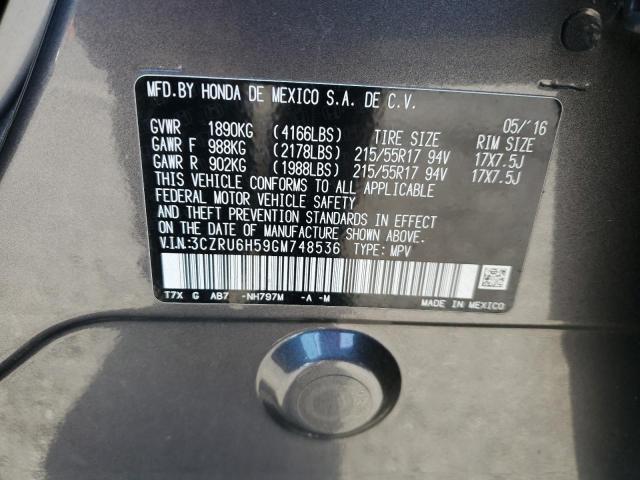 MFD.BY HONDA DE MEXICO S.A. DE C.V.
05/'16
GVWR 1890KG (4166LBS) TIRE SIZE RIM SIZE
GAWR F 988KG (2178LBS) 215/55R17 94V 17X7.5J
GAWR R 902KG (1988LBS) 215/55R17 94V 17X7.5J
THIS VEHICLE CONFORMS TO ALL APPLICABLE
FEDERAL MOTOR VEHICLE SAFETY
AND THEFT PREVENTION STANDARDS IN EFFECT
ON THE DATE OF MANUFACTURE SHOWN ABOVE.
V.I.N:3CZRU6H59GM748536 TYPE: MPV
T7X G AB7 -NH797M -A -M
MADE IN MEXICO